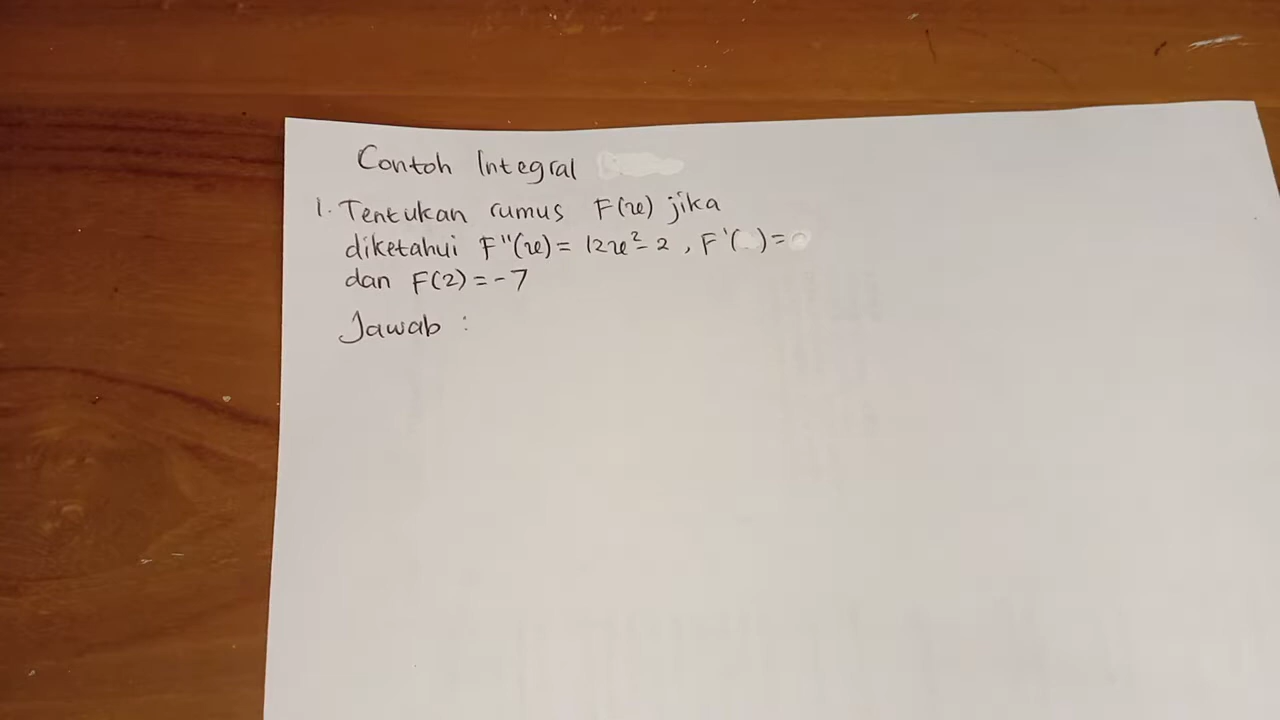 Contoh Integral
1. Tentukan rumus F(x) jika
diketahui F"(x) = 12x² - 2, F'( ) =
dan F(2) = -7
Jawab :